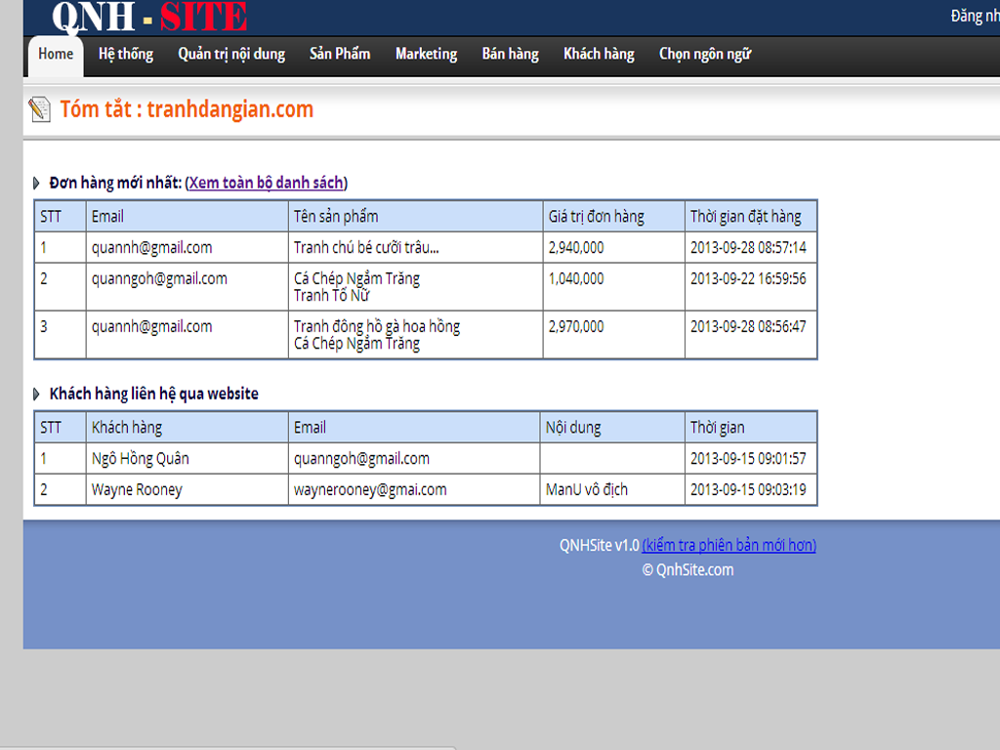 QNH - SITE
Đăng nh
Home Hệ thống Quản trị nội dung Sản Phẩm Marketing Bán hàng Khách hàng Chọn ngôn ngữ
Tóm tắt : tranhdangian.com
Đơn hàng mới nhất: (Xem toàn bộ danh sách)
STT Email Tên sản phẩm Giá trị đơn hàng Thời gian đặt hàng
1 quannh@gmail.com Tranh chú bé cưỡi trâu... 2,940,000 2013-09-28 08:57:14
2 quanngoh@gmail.com Cá Chép Ngắm Trăng 1,040,000 2013-09-22 16:59:56
Tranh Tố Nữ
3 quannh@gmail.com Tranh đông hồ gà hoa hồng 2,970,000 2013-09-28 08:56:47
Cá Chép Ngắm Trăng
Khách hàng liên hệ qua website
STT Khách hàng Email Nội dung Thời gian
1 Ngô Hồng Quân quanngoh@gmail.com 2013-09-15 09:01:57
2 Wayne Rooney waynerooney@gmai.com ManU vô địch 2013-09-15 09:03:19
QNHSite v1.0 (kiểm tra phiên bản mới hơn)
© QnhSite.com